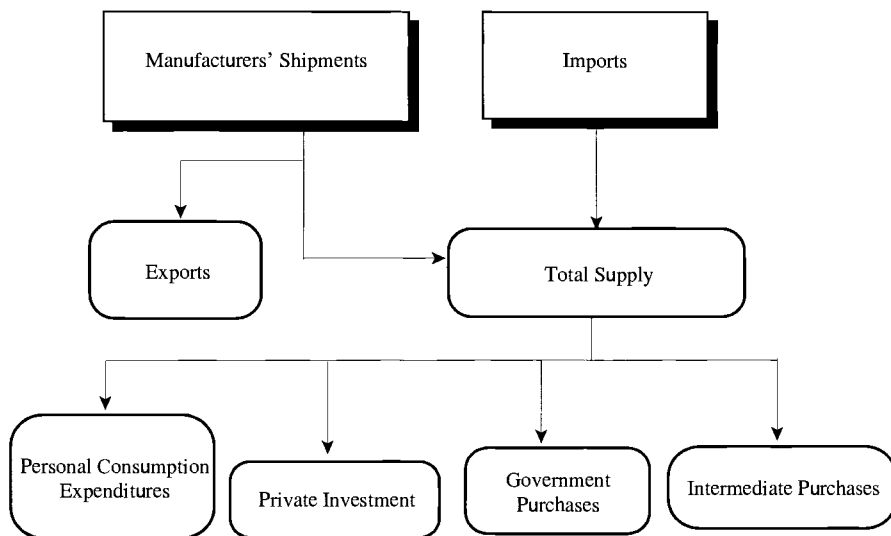 Manufacturers' Shipments
Imports
Exports
Total Supply
Personal Consumption
Expenditures
Private Investment
Government
Purchases
Intermediate Purchases